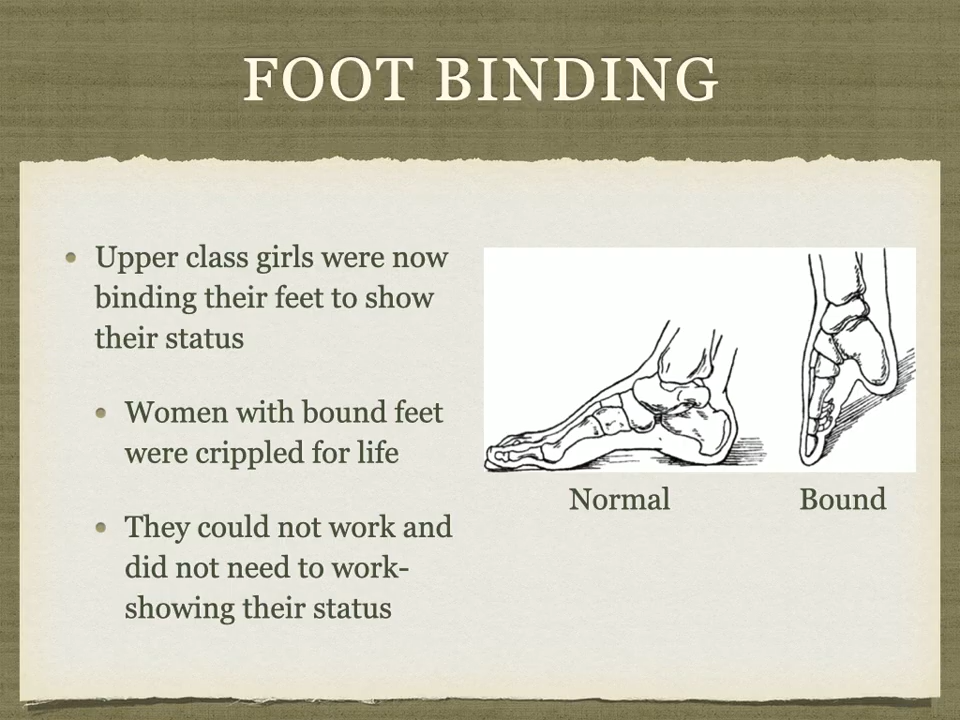 FOOT BINDING
• Upper class girls were now
binding their feet to show
their status
• Women with bound feet
were crippled for life
• They could not work and
did not need to work-
showing their status
Normal
Bound